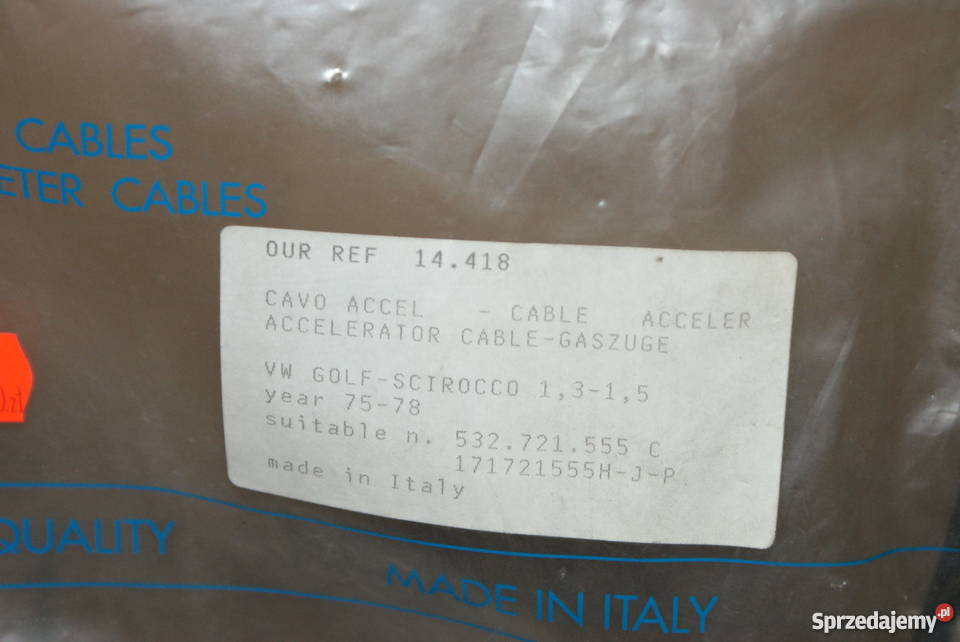 CABLES
ETER CABLES
OUR REF 14.418
CAVO ACCEL - CABLE ACCELER
ACCELERATOR CABLE-GASZUGE
VW GOLF-SCIROCCO 1,3-1,5
year 75-78
suitable n. 532.721.555 C
171721555H-J-P
made in Italy
QUALITY
MADE IN ITALY
Sprzedajemy.pl